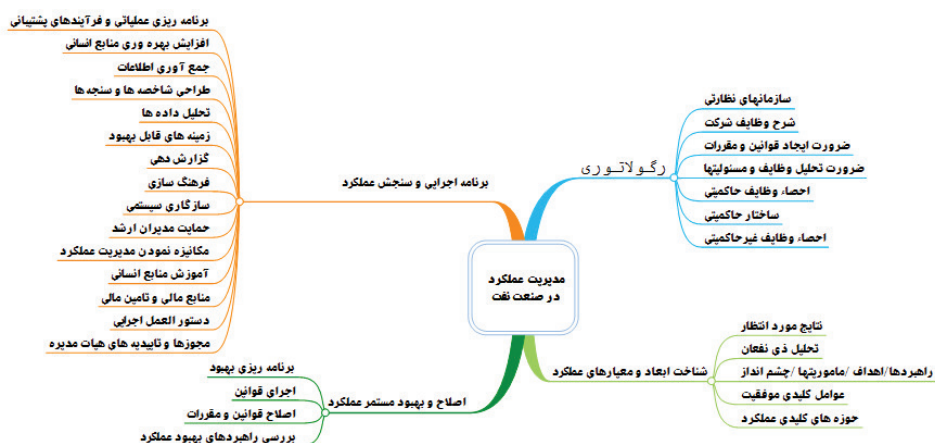 مدیریت عملکرد
در صنعت نفت
رگولاتوری
سازمانهای نظارتی
شرح وظایف شرکت
ضرورت ایجاد قوانین و مقررات
ضرورت تحلیل وظایف و مسئولیتها
احصاء وظایف حاکمیتی
ساختار حاکمیتی
احصاء وظایف غیرحاکمیتی
شناخت ابعاد و معیارهای عملکرد
نتایج مورد انتظار
تحلیل ذی نفعان
راهبردها/اهداف /ماموریتها /چشم انداز
عوامل کلیدی موفقیت
حوزه های کلیدی عملکرد
اصلاح و بهبود مستمر عملکرد
برنامه ریزی بهبود
اجرای قوانین
اصلاح قوانین و مقررات
بررسی راهبردهای بهبود عملکرد
برنامه اجرایی و سنجش عملکرد
برنامه ریزی عملیاتی و فرآیندهای پشتیبانی
افزایش بهره وری منابع انسانی
جمع آوری اطلاعات
طراحی شاخصه ها و سنجه ها
تحلیل داده ها
زمینه های قابل بهبود
گزارش دهی
فرهنگ سازی
سازگاری سیستمی
حمایت مدیران ارشد
مکانیزه نمودن مدیریت عملکرد
آموزش منابع انسانی
منابع مالی و تامین مالی
دستور العمل اجرایی
مجوزها و تاییدیه های هیات مدیره